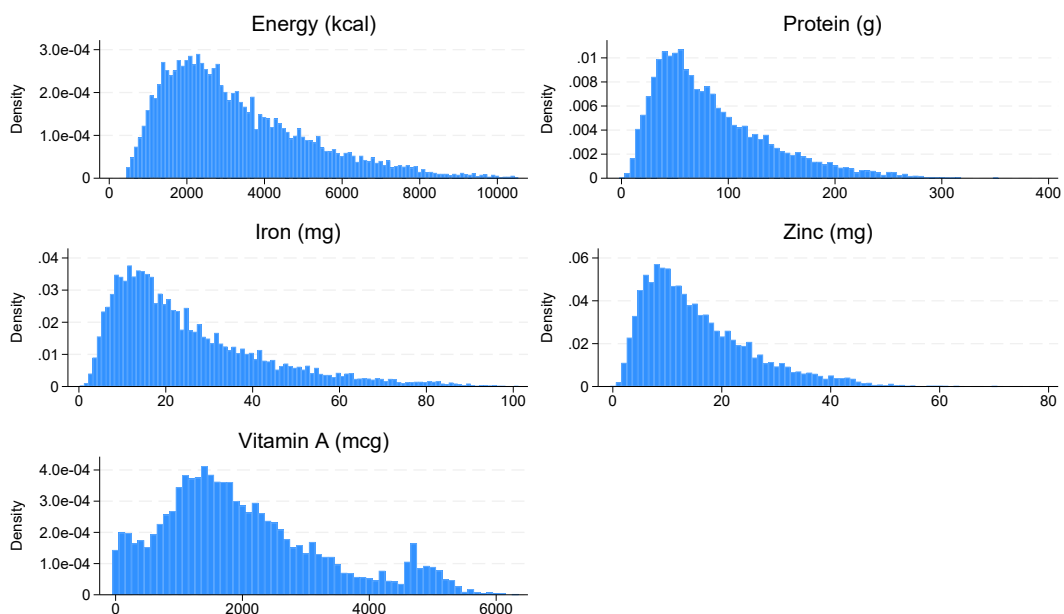 Energy (kcal)
Density
3.0e-04
2.0e-04
1.0e-04
0
0 2000 4000 6000 8000 10000
Protein (g)
Density
.01
.008
.006
.004
.002
0
0 100 200 300 400
Iron (mg)
Density
.04
.03
.02
.01
0
0 20 40 60 80 100
Zinc (mg)
Density
.06
.04
.02
0
0 20 40 60 80
Vitamin A (mcg)
Density
4.0e-04
3.0e-04
2.0e-04
1.0e-04
0
0 2000 4000 6000